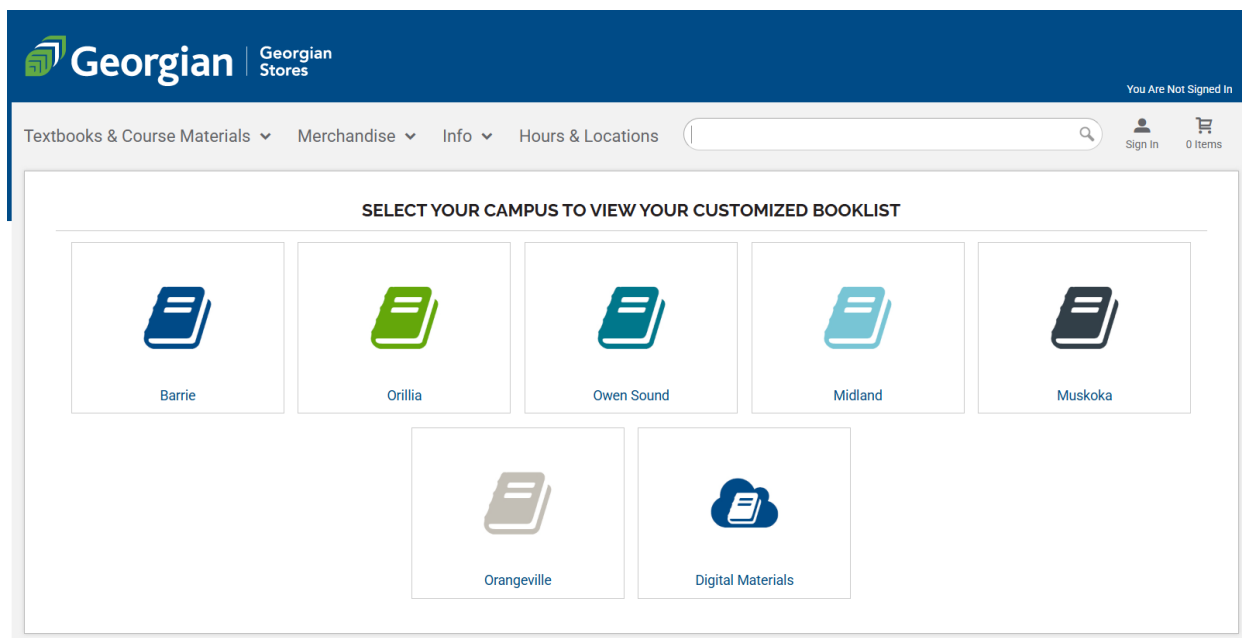 Georgian
Georgian
Stores
You Are Not Signed In
Textbooks & Course Materials
Merchandise
Info
Hours & Locations
Sign In
0 Items
SELECT YOUR CAMPUS TO VIEW YOUR CUSTOMIZED BOOKLIST
Barrie
Orillia
Owen Sound
Midland
Muskoka
Orangeville
Digital Materials